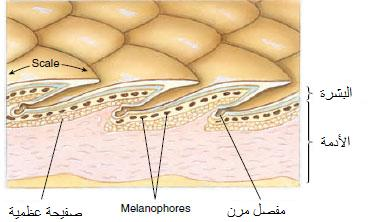 Scale
البشرة
الأدمة
صفيحة عظمية
Melanophores
مفصل مرن